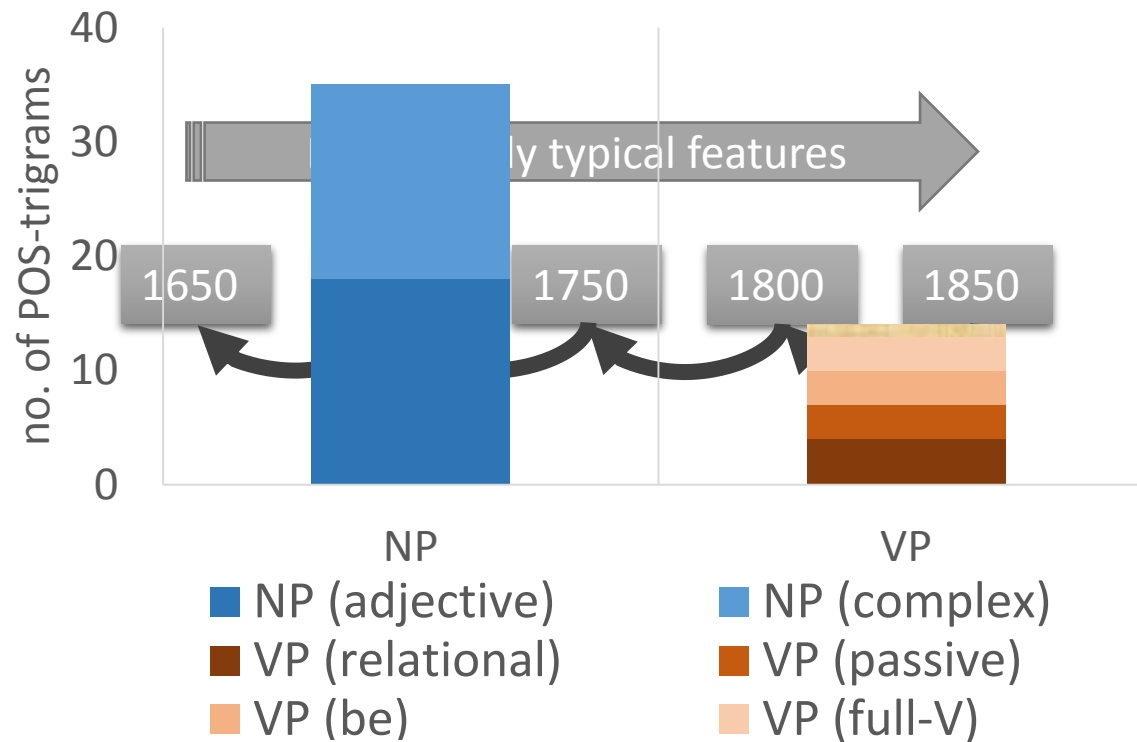 no. of POS-trigrams
40
30
20
10
0
ly typical features
1650
1750
1800
1850
NP
VP
NP (adjective)
NP (complex)
VP (relational)
VP (passive)
VP (be)
VP (full-V)